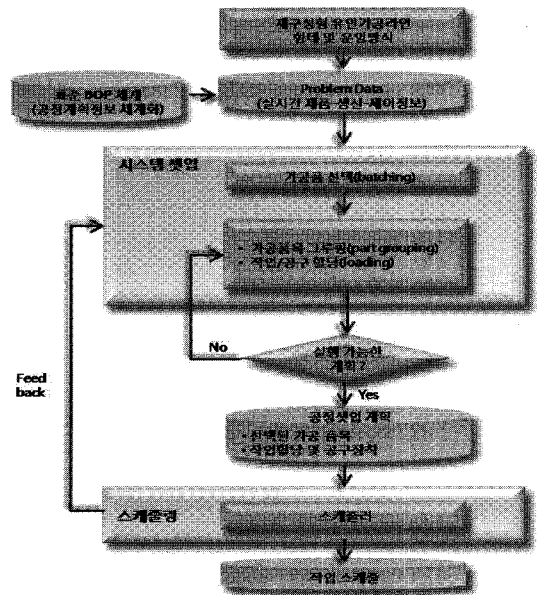 재구성형 유연가공라인
형태 및 운영방식
표준 BOP 체계
(공정계획정보 체계화)
Problem Data
(실시간 제품-생산-제어정보)
시스템 셋업
가공품 선택(batching)
• 가공품목 그루핑(part grouping)
• 작업/공구 할당(loading)
No
실행 가능한
계획?
Feed
back
Yes
공정셋업 계획
• 선택된 가공 품목
• 작업할당 및 공구장착
스케줄링
스케줄러
작업 스케줄